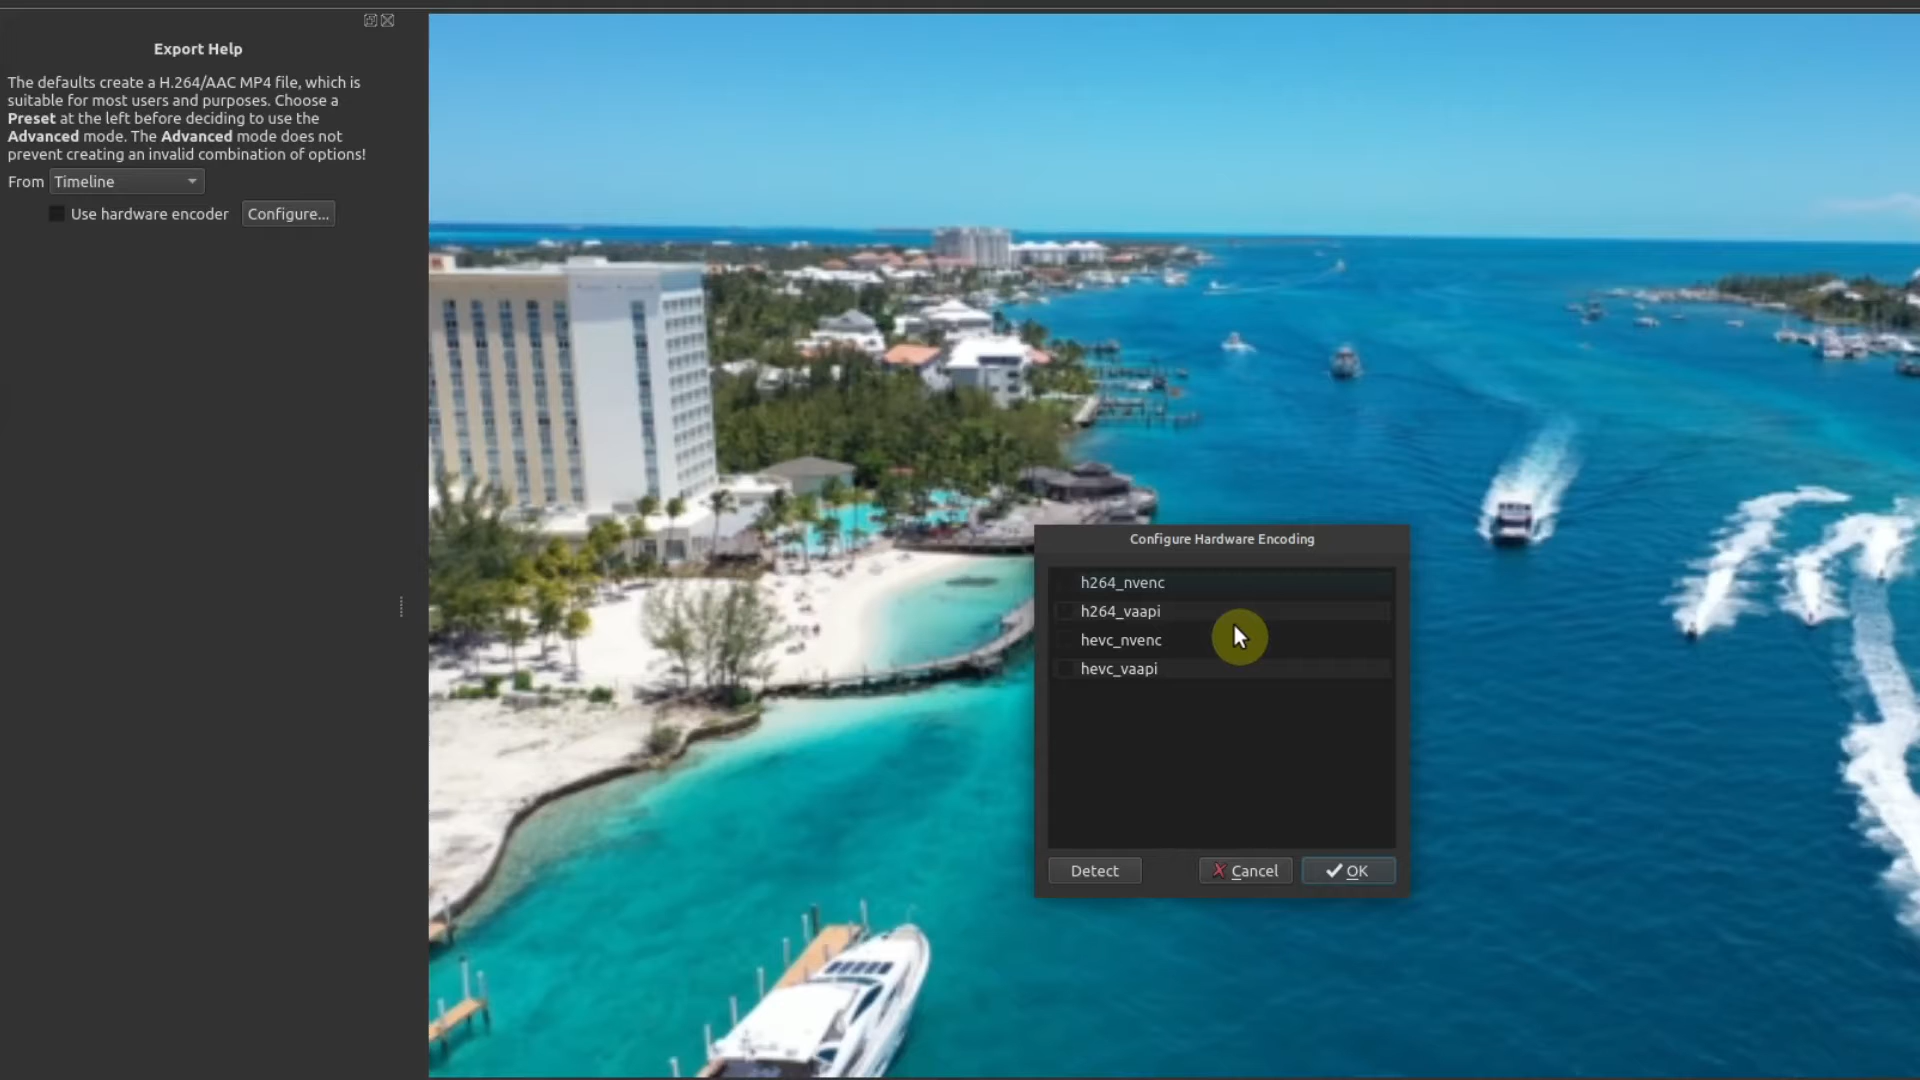 Export Help
The defaults create a H.264/AAC MP4 file, which is
suitable for most users and purposes. Choose a
Preset at the left before deciding to use the
Advanced mode. The Advanced mode does not
prevent creating an invalid combination of options!
From Timeline
Use hardware encoder Configure...
Configure Hardware Encoding
h264_nvenc
h264_vaapi
hevc_nvenc
hevc_vaapi
Detect Cancel OK